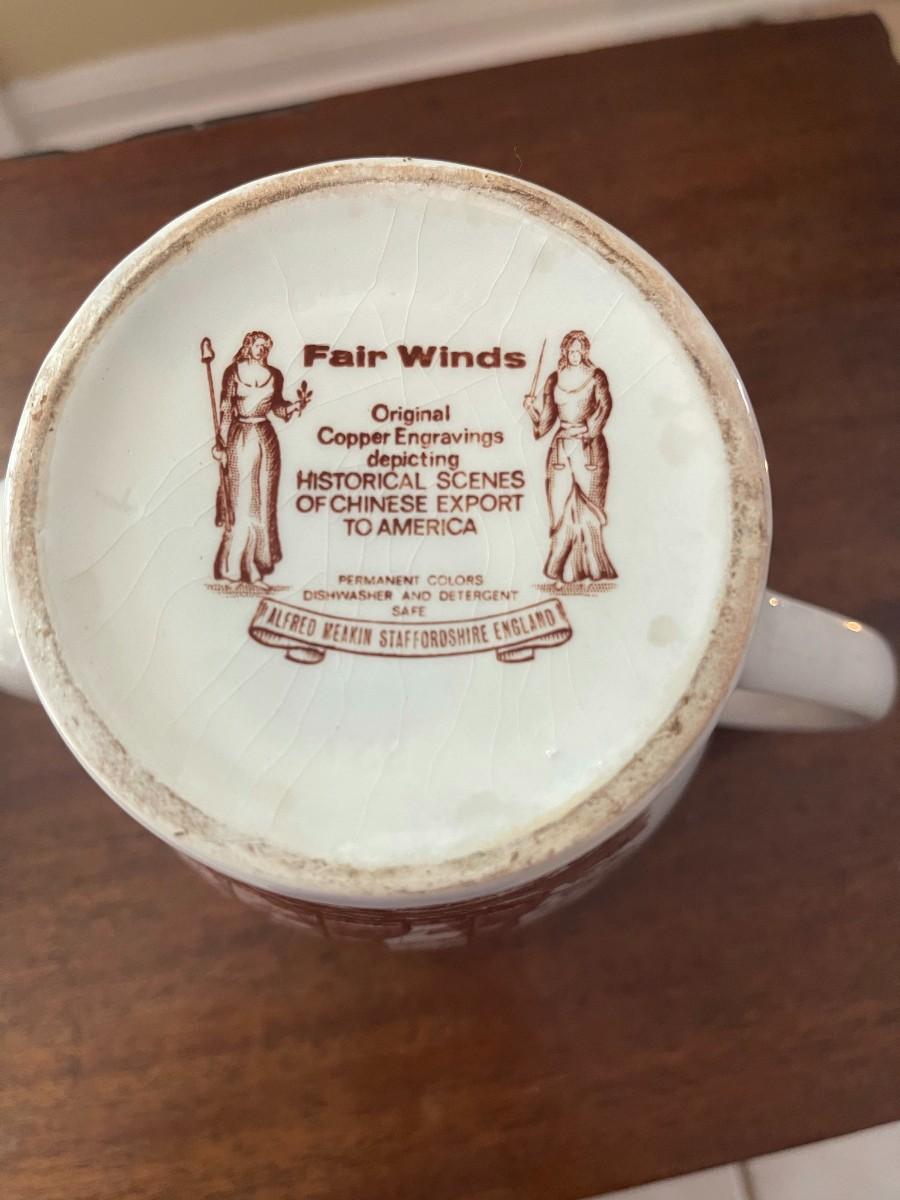 Fair Winds
Original
Copper Engravings
depicting
HISTORICAL SCENES
OF CHINESE EXPORT
TO AMERICA
PERMANENT COLORS
DISHWASHER AND DETERGENT
SAFE
ALFRED MEAKIN STAFFORDSHIRE ENGLAND